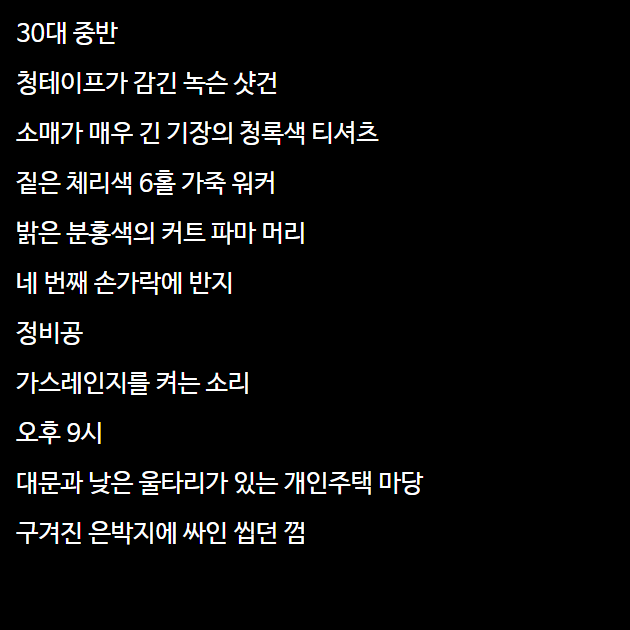 30대 중반
청테이프가 감긴 녹슨 샷건
소매가 매우 긴 기장의 청록색 티셔츠
짙은 체리색 6홀 가죽 워커
밝은 분홍색의 커트 파마 머리
네 번째 손가락에 반지
정비공
가스레인지를 켜는 소리
오후 9시
대문과 낮은 울타리가 있는 개인주택 마당
구겨진 은박지에 싸인 씹던 껌